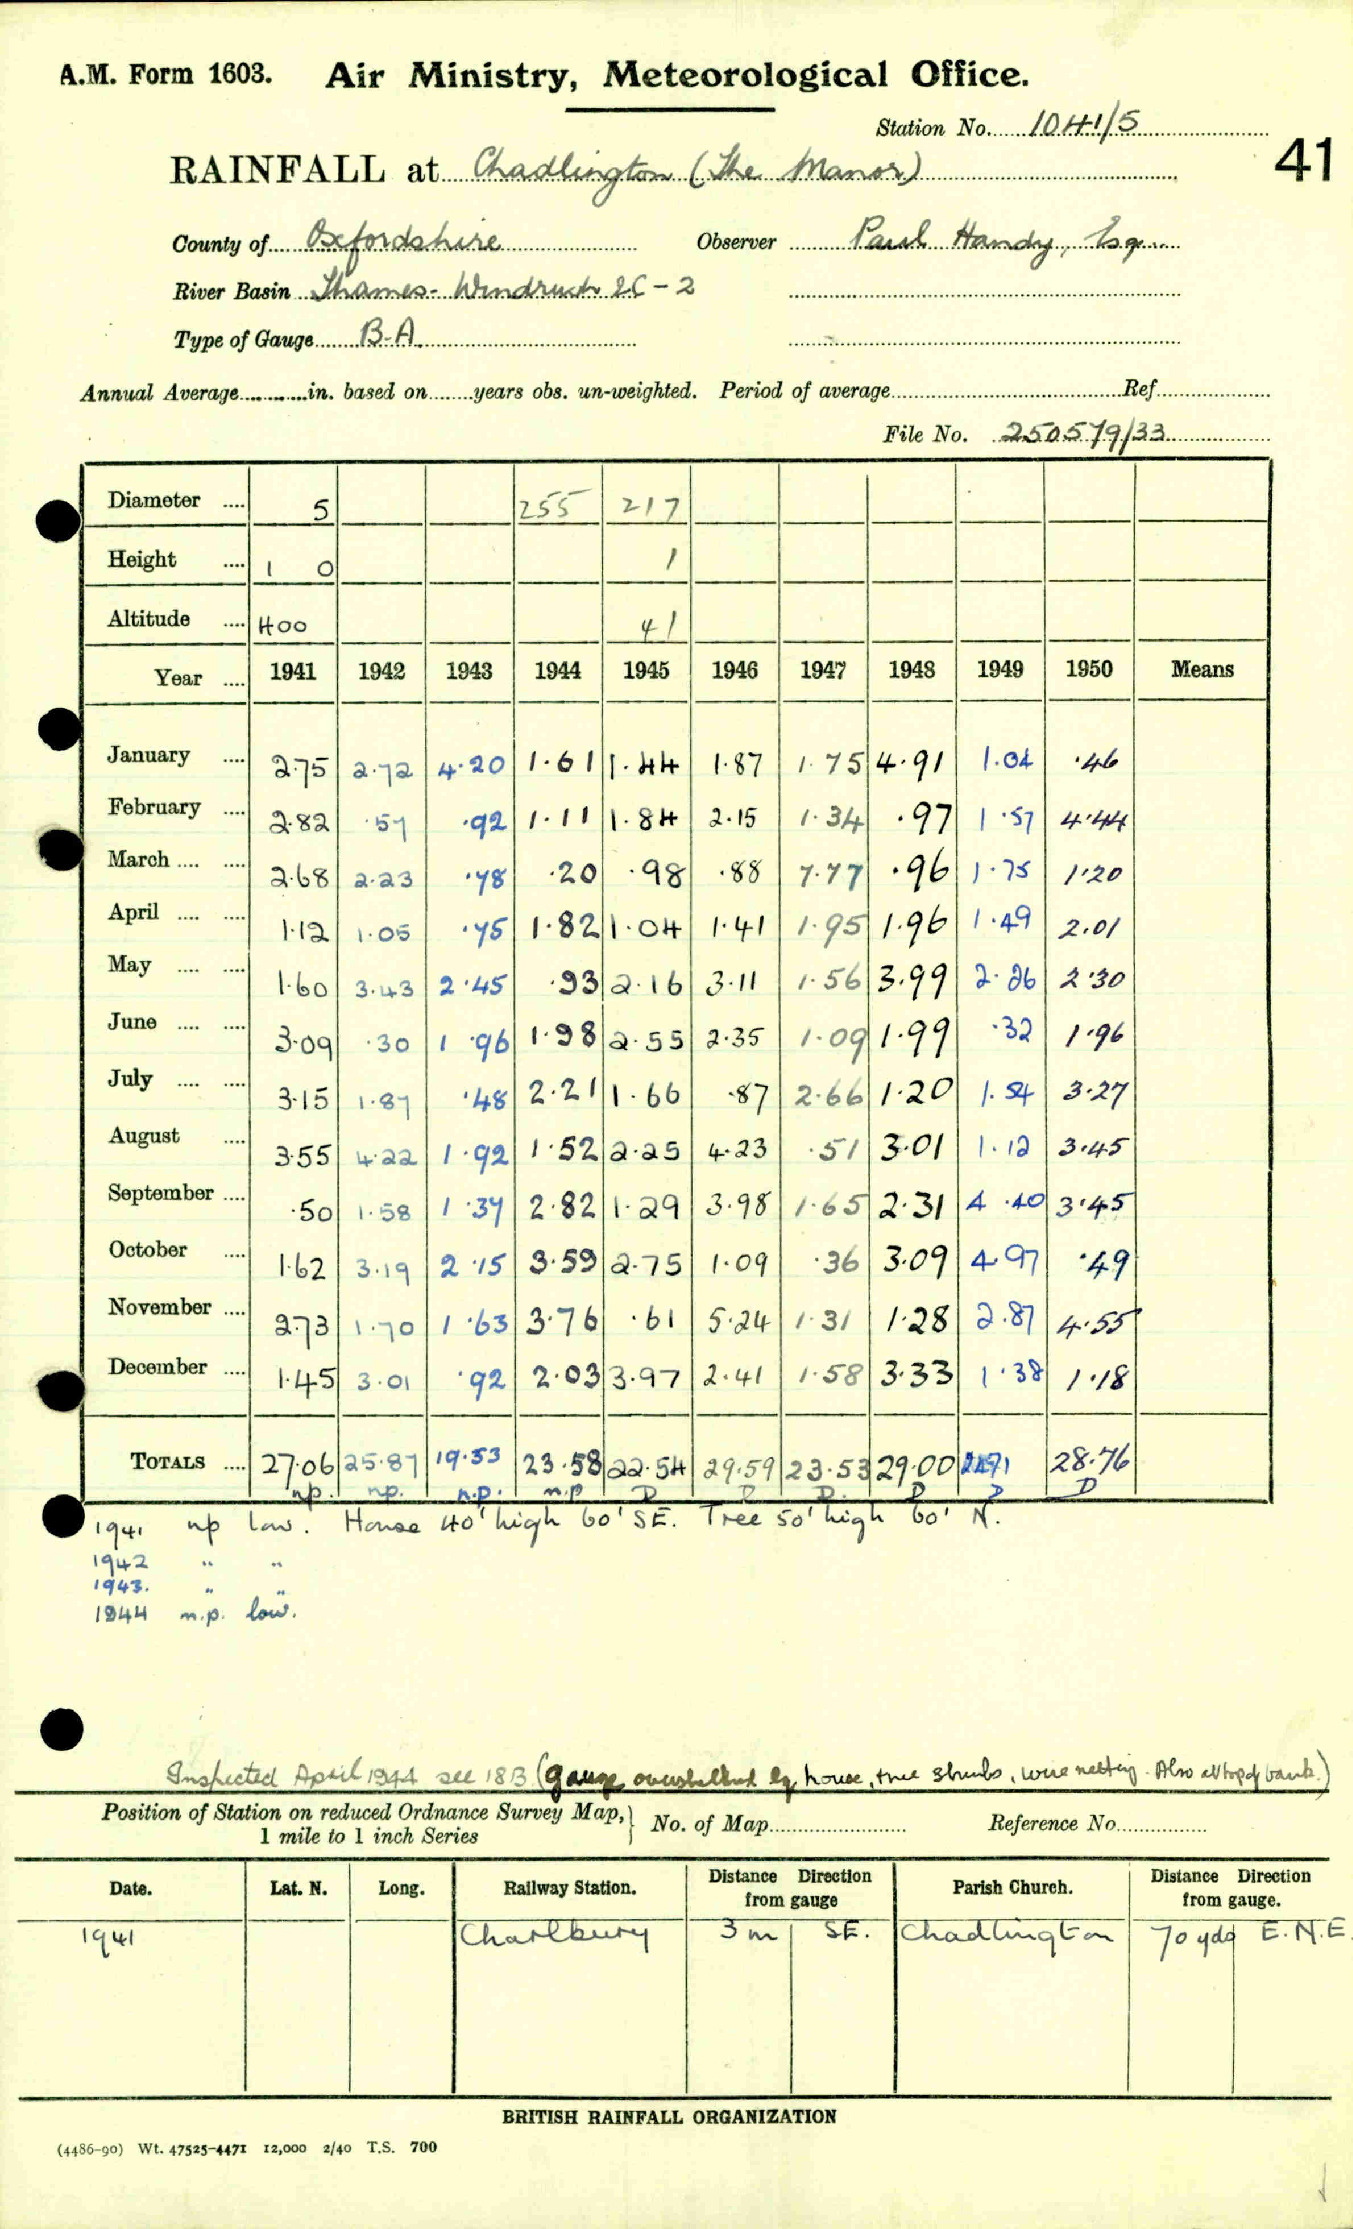 A.M. Form 1603. Air Ministry, Meteorological Office.
Station No. 1041/5
41
RAINFALL at Chadlington (The Manor)
County of Oxfordshire Observer Paul Handy, Esq.
River Basin Thames-Windrush 2C-2
Type of Gauge B-A
Annual Average in. based on years obs. un-weighted. Period of average Ref
File No. 250579/33
Diameter 5 255 217
Height 1 0 1
Altitude 400 41
Year 1941 1942 1943 1944 1945 1946 1947 1948 1949 1950 Means
January 2.75 2.72 4.20 1.61 1.44 1.87 1.75 4.91 1.04 .46
February 2.82 .57 .92 1.11 1.84 2.15 1.34 .97 1.57 4.44
March 2.68 2.23 .78 .20 .98 .88 7.77 .96 1.75 1.20
April 1.12 1.05 .75 1.82 1.04 1.41 1.95 1.96 1.49 2.01
May 1.60 3.43 2.45 .93 2.16 3.11 1.56 3.99 2.26 2.30
June 3.09 .30 1.96 1.98 2.55 2.35 1.09 1.99 .32 1.96
July 3.15 1.87 .48 2.21 1.66 .87 2.66 1.20 1.54 3.27
August 3.55 4.22 1.92 1.52 2.25 4.23 .51 3.01 1.12 3.45
September .50 1.58 1.37 2.82 1.29 3.98 1.65 2.31 4.40 3.45
October 1.62 3.19 2.15 3.59 2.75 1.09 .36 3.09 4.97 .49
November 2.73 1.70 1.63 3.76 .61 5.24 1.31 1.28 2.87 4.55
December 1.45 3.01 .92 2.03 3.97 2.41 1.58 3.33 1.38 1.18
TOTALS 27.06 25.87 19.53 23.58 22.54 29.59 23.53 29.00 24.71 28.76
np. np. n.p. n.p D D D. D D D
1941 np low. House 40' high 60' SE. Tree 50' high 60' N.
1942 " "
1943. " "
1944 n.p. low.
Inspected April 1944 see 18B (gauge oversheltered by house, tree shrubs, wire netting. Also at top of bank.)
Position of Station on reduced Ordnance Survey Map, 1 mile to 1 inch Series No. of Map Reference No.
Date. Lat. N. Long. Railway Station. Distance Direction from gauge Parish Church. Distance Direction from gauge.
1941 Charlbury 3m SE. Chadlington 70 yds E.N.E.
BRITISH RAINFALL ORGANIZATION
(4486-90) Wt. 47525-4471 12,000 2/40 T.S. 700